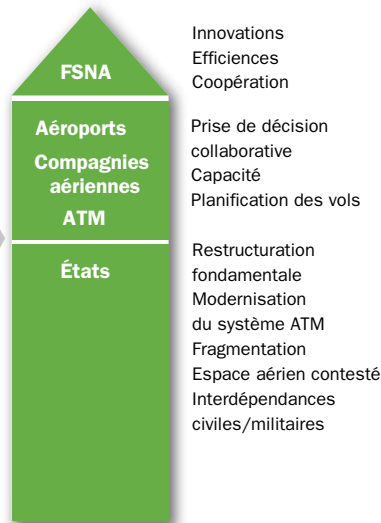 FSNA
Innovations
Efficiences
Coopération
Aéroports
Compagnies
aériennes
ATM
Prise de décision
collaborative
Capacité
Planification des vols
États
Restructuration
fondamentale
Modernisation
du système ATM
Fragmentation
Espace aérien contesté
Interdépendances
civiles/militaires